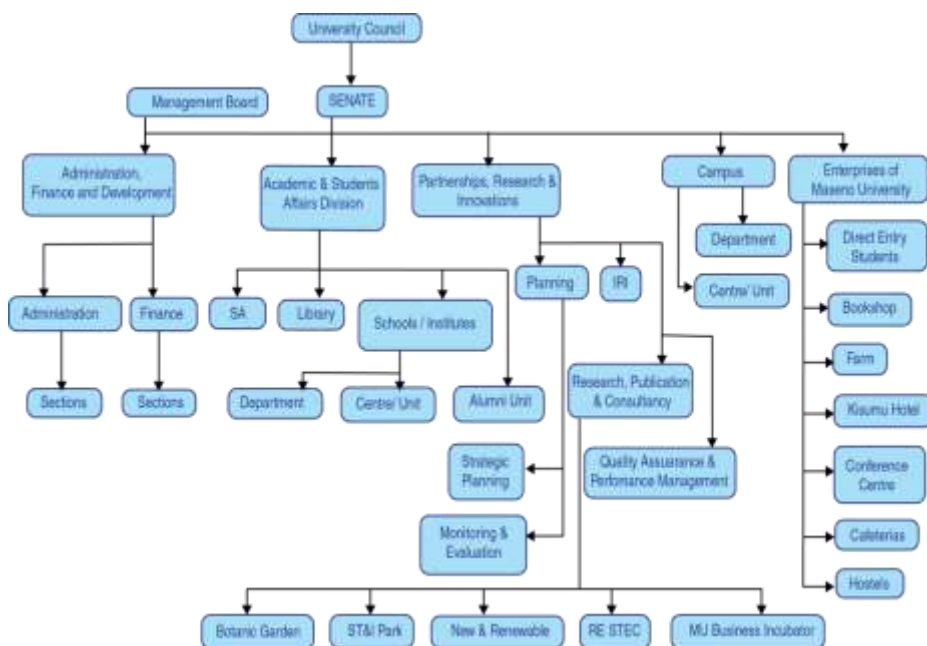 University Council
Management Board
SENATE
Administration,
Finance and Development
Academic & Students
Affairs Division
Partnerships, Research &
Innovations
Campus
Enterprises of
Maseno University
Department
Centre/ Unit
Direct Entry
Students
Bookshop
Farm
Kisumu Hotel
Conference
Centre
Cafeterias
Hostels
Administration
Finance
SA
Library
Schools / Institutes
Planning
IRI
Sections
Sections
Department
Centre/ Unit
Alumni Unit
Research, Publication
& Consultancy
Strategic
Planning
Quality Assuarance &
Perfomance Management
Monitoring &
Evaluation
Botanic Garden
ST&I Park
New & Renewable
RE STEC
MU Business Incubator